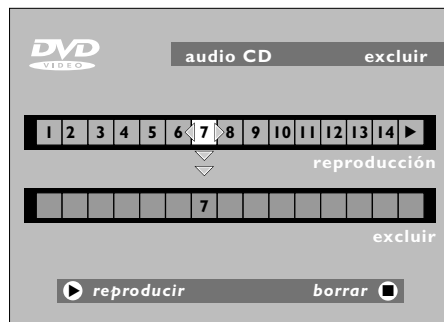 DVD
VIDEO
audio CD excluir
1 2 3 4 5 6 7 8 9 10 11 12 13 14
reproducción
7
excluir
reproducir borrar